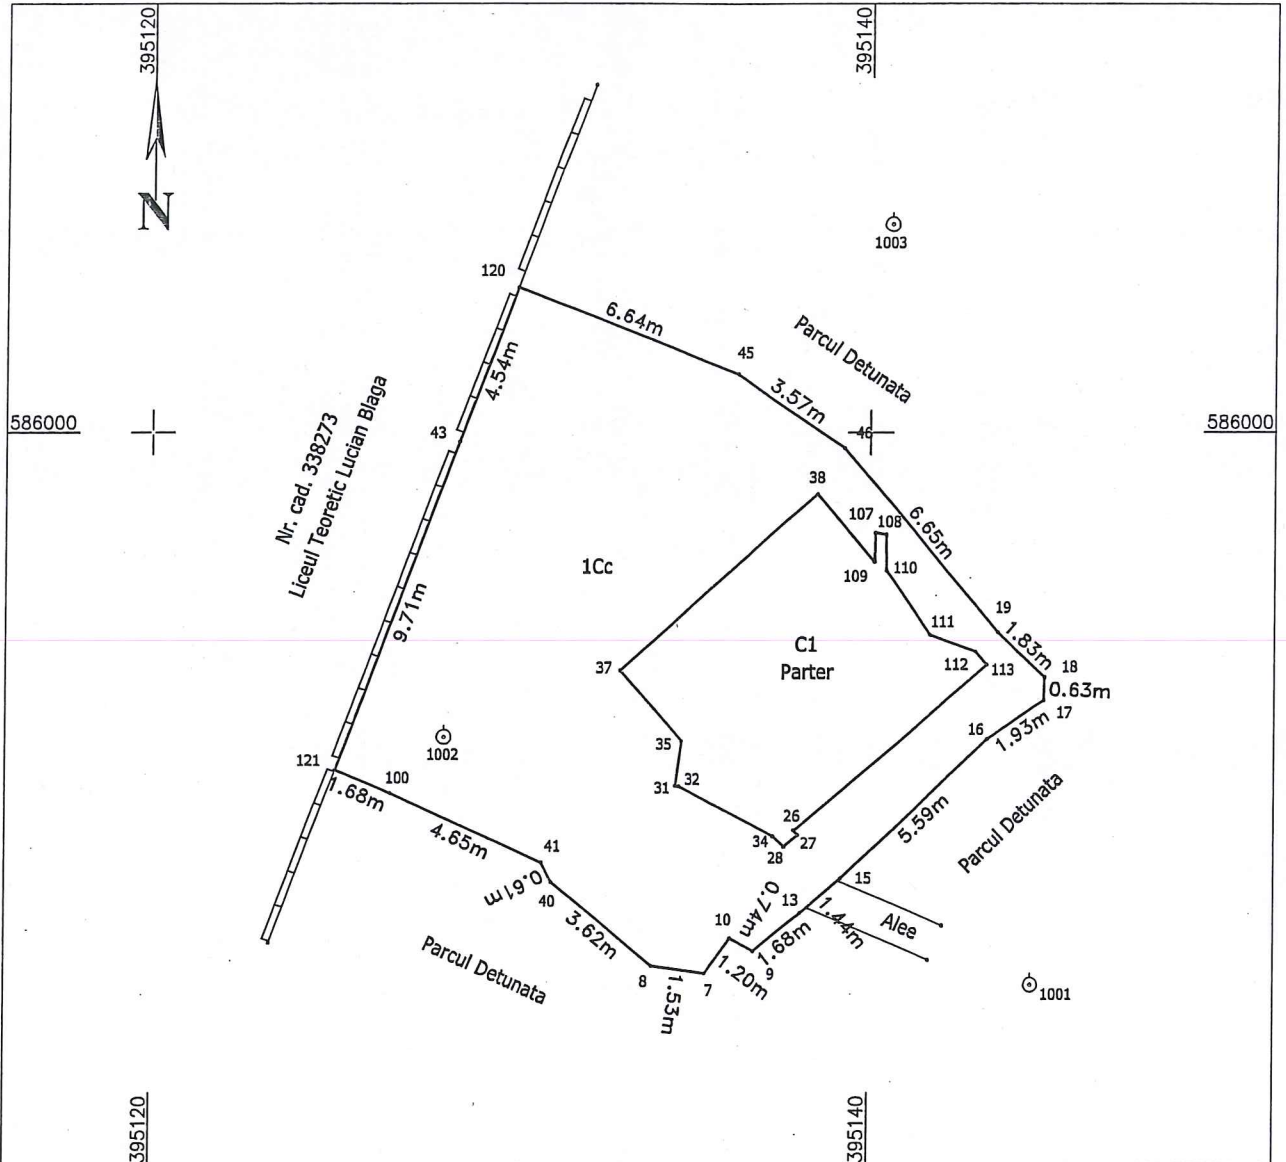 395120
395140
N
1003
120
6.64m
45
Parcul Detunata
3.57m
4.54m
586000
586000
43
46
Nr. cad. 338273
Liceul Teoretic Lucian Blaga
38
107
108
6.65m
1Cc
109
110
9.71m
19
111
1.83m
C1
Parter
112
113
18
37
0.63m
17
16
1.93m
35
1002
121
100
31
32
1.68m
26
4.65m
34
27
28
5.59m
Parcul Detunata
41
0.61m
40
15
0.74m
13
10
1.44m
Alee
3.62m
1.68m
9
Parcul Detunata
8
7
1.20m
1.53m
1001
395120
395140